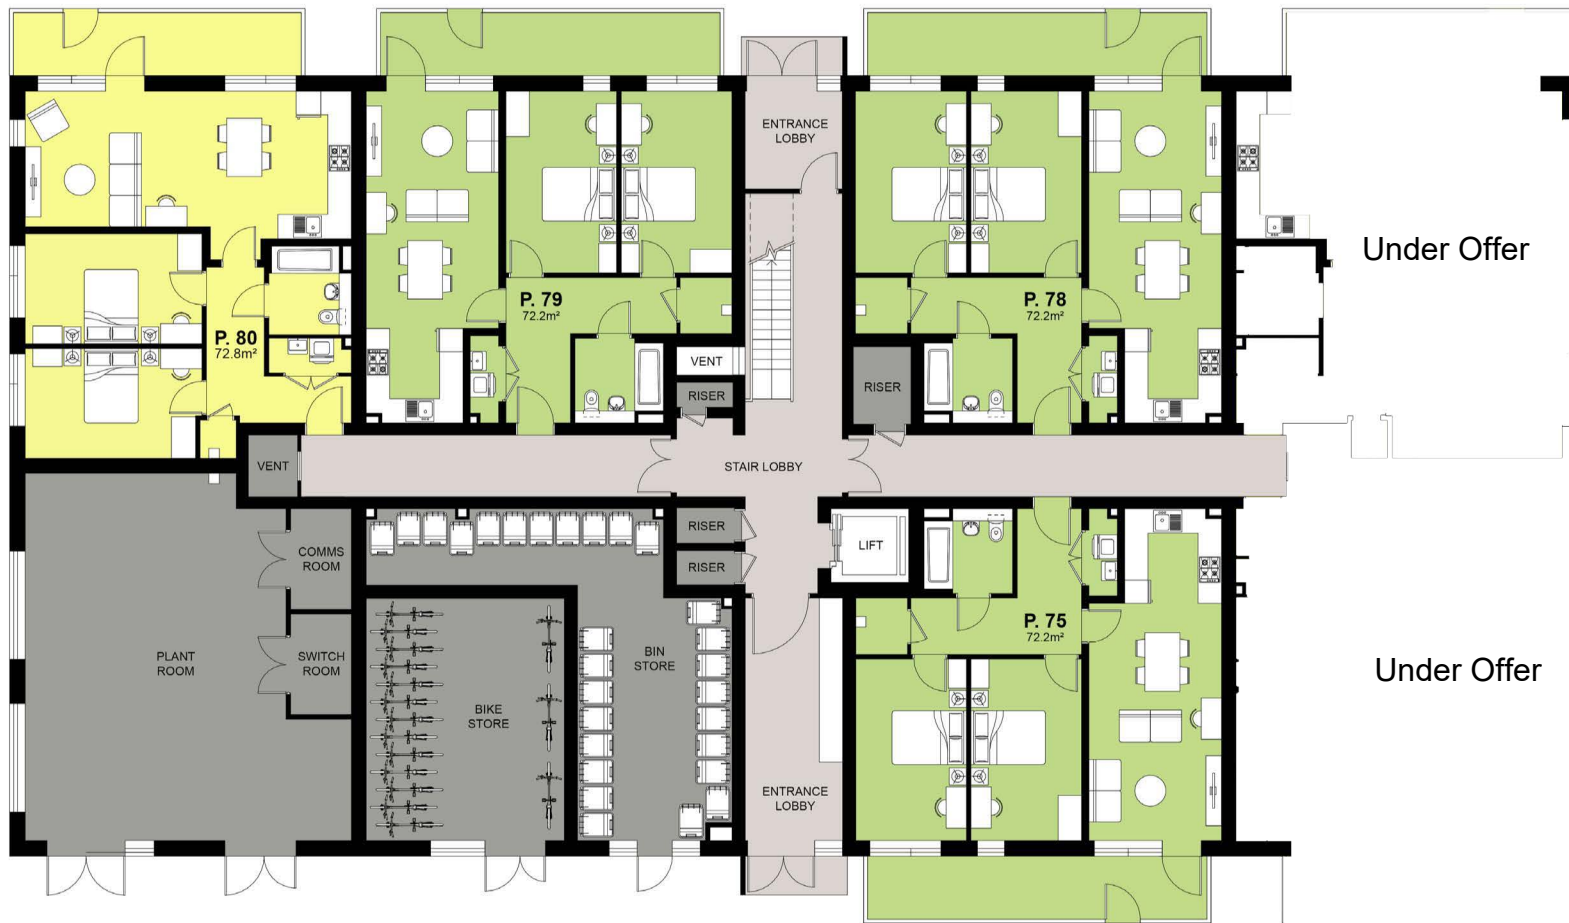 ENTRANCE
LOBBY
Under Offer
P. 79
72.2m²
P. 78
72.2m²
P. 80
72.8m²
VENT
RISER
RISER
VENT
STAIR LOBBY
RISER
COMMS
ROOM
LIFT
RISER
P. 75
72.2m²
PLANT
ROOM
SWITCH
ROOM
BIN
STORE
Under Offer
BIKE
STORE
ENTRANCE
LOBBY